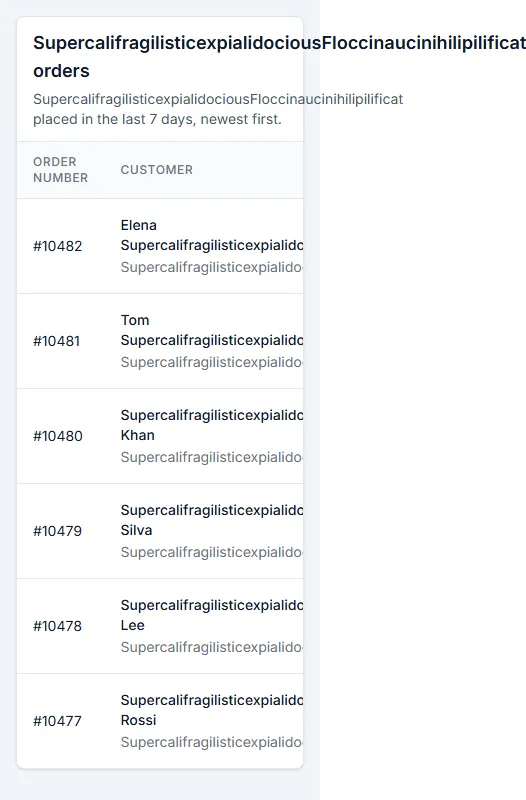 SupercalifragilisticexpialidociousFloccinaucinihilipilificat
orders
SupercalifragilisticexpialidociousFloccinaucinihilipilificat
placed in the last 7 days, newest first.
ORDER NUMBER CUSTOMER
#10482 Elena
Supercalifragilisticexpialido
Supercalifragilisticexpialido
#10481 Tom
Supercalifragilisticexpialido
Supercalifragilisticexpialido
#10480 Supercalifragilisticexpialido
Khan
Supercalifragilisticexpialido
#10479 Supercalifragilisticexpialido
Silva
Supercalifragilisticexpialido
#10478 Supercalifragilisticexpialido
Lee
Supercalifragilisticexpialido
#10477 Supercalifragilisticexpialido
Rossi
Supercalifragilisticexpialido